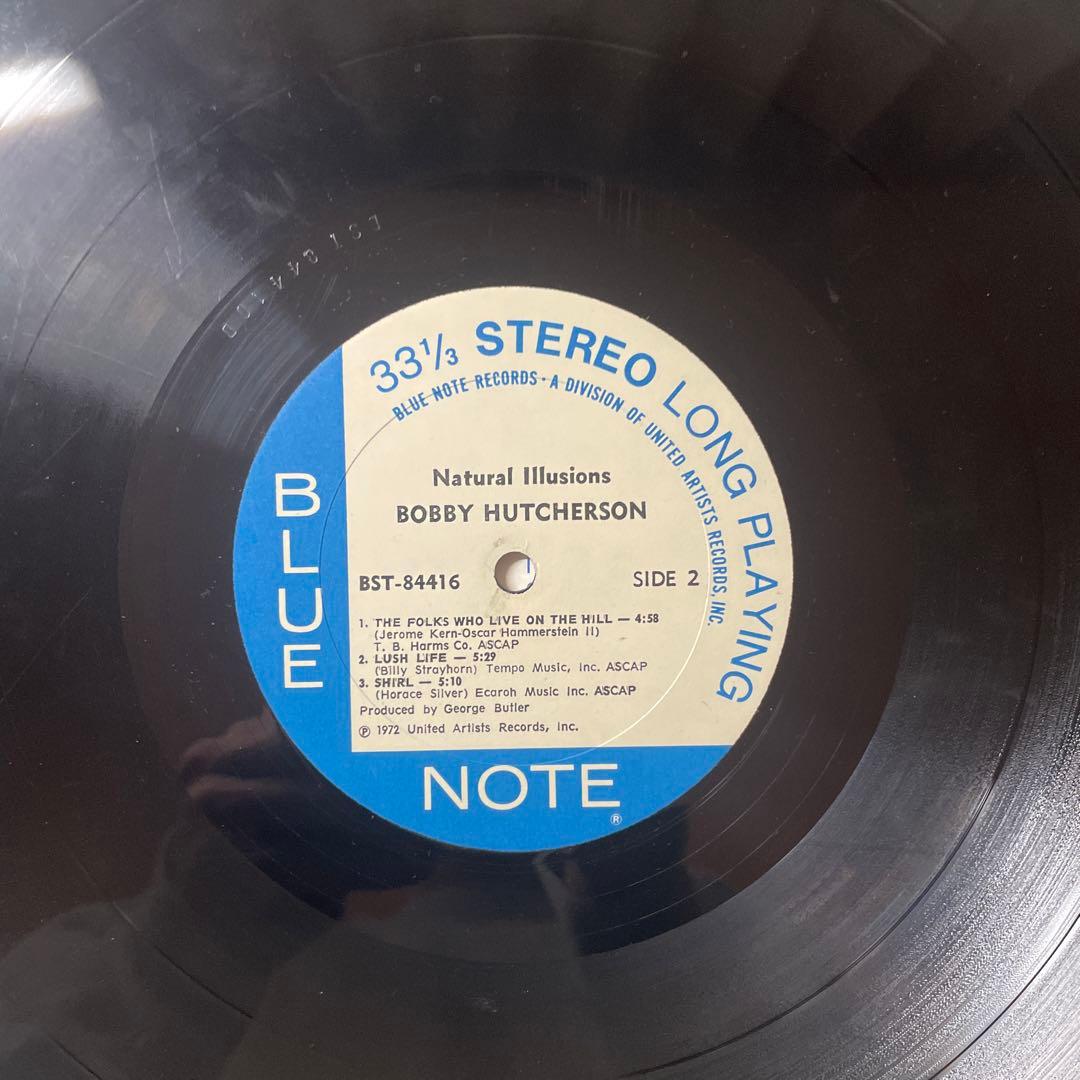 33⅓ STEREO LONG PLAYING
BLUE NOTE RECORDS · A DIVISION OF UNITED ARTISTS RECORDS, INC.
Natural Illusions
BOBBY HUTCHERSON
BST-84416
SIDE 2
1. THE FOLKS WHO LIVE ON THE HILL — 4:58
(Jerome Kern-Oscar Hammerstein II)
T. B. Harms Co. ASCAP
2. LUSH LIFE — 5:29
(Billy Strayhorn) Tempo Music, Inc. ASCAP
3. SHIRL — 5:10
(Horace Silver) Ecaroh Music Inc. ASCAP
Produced by George Butler
℗ 1972 United Artists Records, Inc.
BLUE
NOTE
®